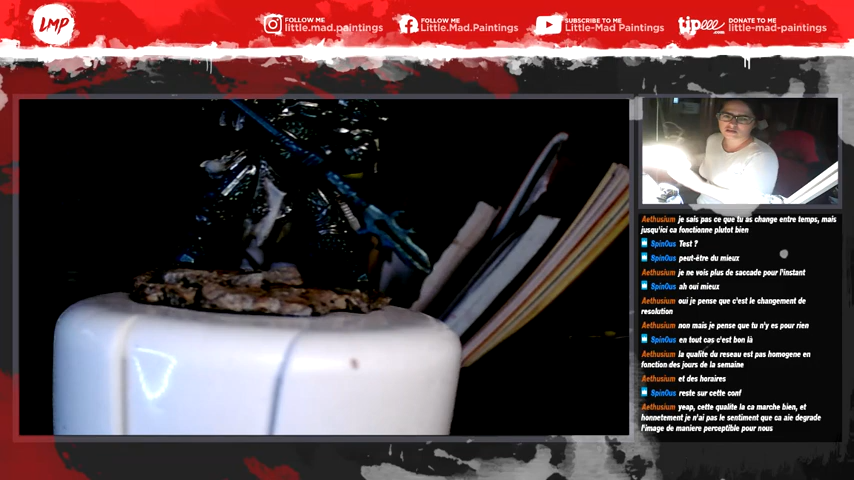 LMP
FOLLOW ME
little.mad.paintings
FOLLOW ME
Little.Mad.Paintings
SUBSCRIBE TO ME
Little-Mad Paintings
tipeee.com
DONATE TO ME
little-mad-paintings
Aethusium je sais pas ce que tu as change entre temps, mais
jusqu'ici ca fonctionne plutot bien
Spin0us Test ?
Spin0us peut-être du mieux
Aethusium je ne vois plus de saccade pour l'instant
Spin0us ah oui mieux
Aethusium oui je pense que c'est le changement de
resolution
Aethusium non mais je pense que tu n'y es pour rien
Spin0us en tout cas c'est bon là
Aethusium la qualite du reseau est pas homogene en
fonction des jours de la semaine
Aethusium et des horaires
Spin0us reste sur cette conf
Aethusium yeap, cette qualite la ca marche bien, et
honnetement je n'ai pas le sentiment que ca aie degrade
l'image de maniere perceptible pour nous